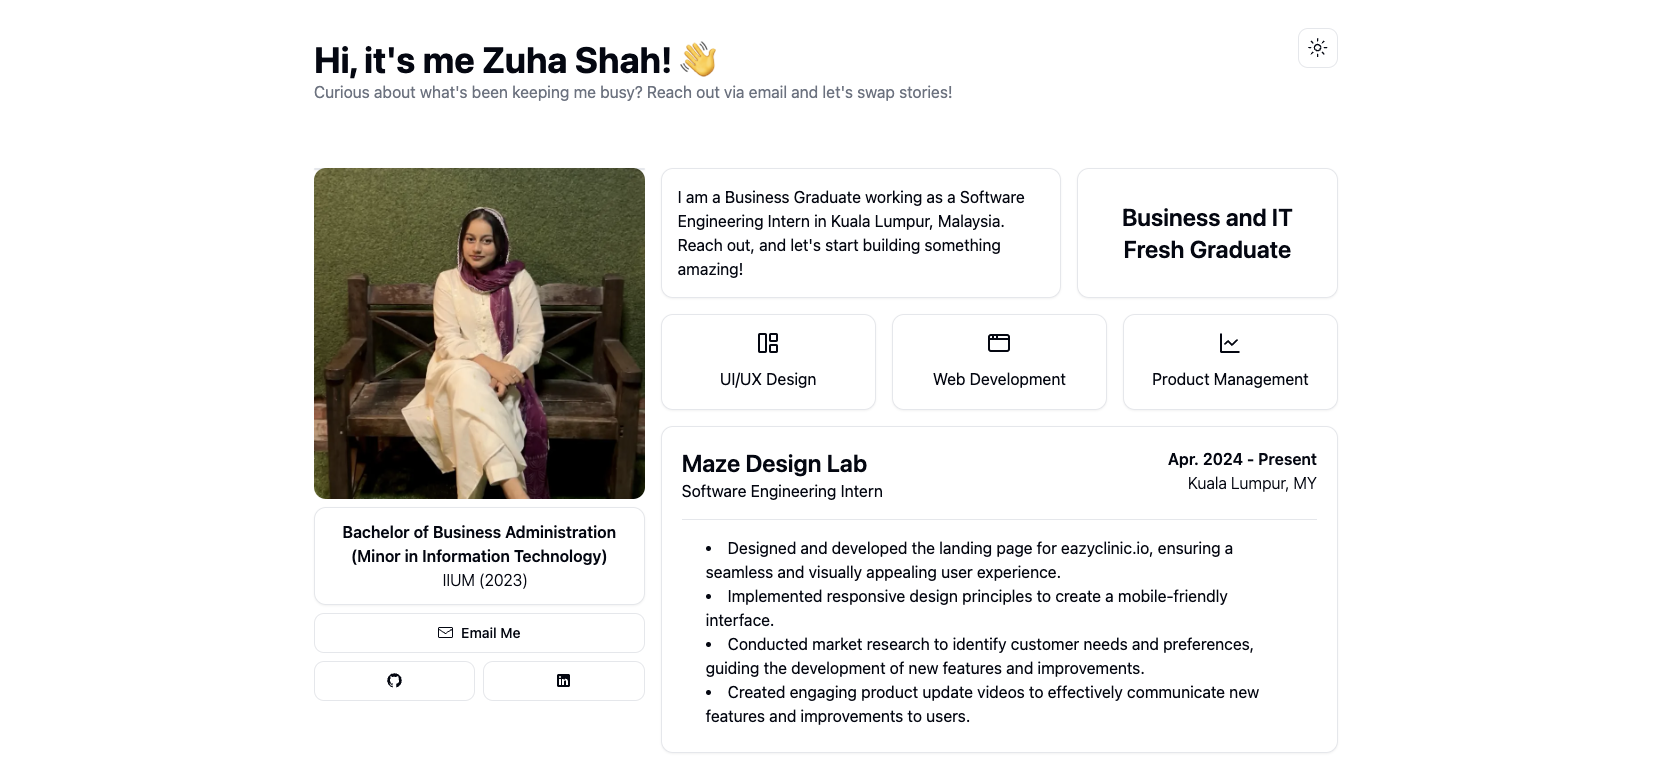 Hi, it's me Zuha Shah! 👋
Curious about what's been keeping me busy? Reach out via email and let's swap stories!
Bachelor of Business Administration
(Minor in Information Technology)
IIUM (2023)
Email Me
I am a Business Graduate working as a Software
Engineering Intern in Kuala Lumpur, Malaysia.
Reach out, and let's start building something
amazing!
Business and IT
Fresh Graduate
UI/UX Design
Web Development
Product Management
Maze Design Lab
Software Engineering Intern
Apr. 2024 - Present
Kuala Lumpur, MY
• Designed and developed the landing page for eazyclinic.io, ensuring a
seamless and visually appealing user experience.
• Implemented responsive design principles to create a mobile-friendly
interface.
• Conducted market research to identify customer needs and preferences,
guiding the development of new features and improvements.
• Created engaging product update videos to effectively communicate new
features and improvements to users.